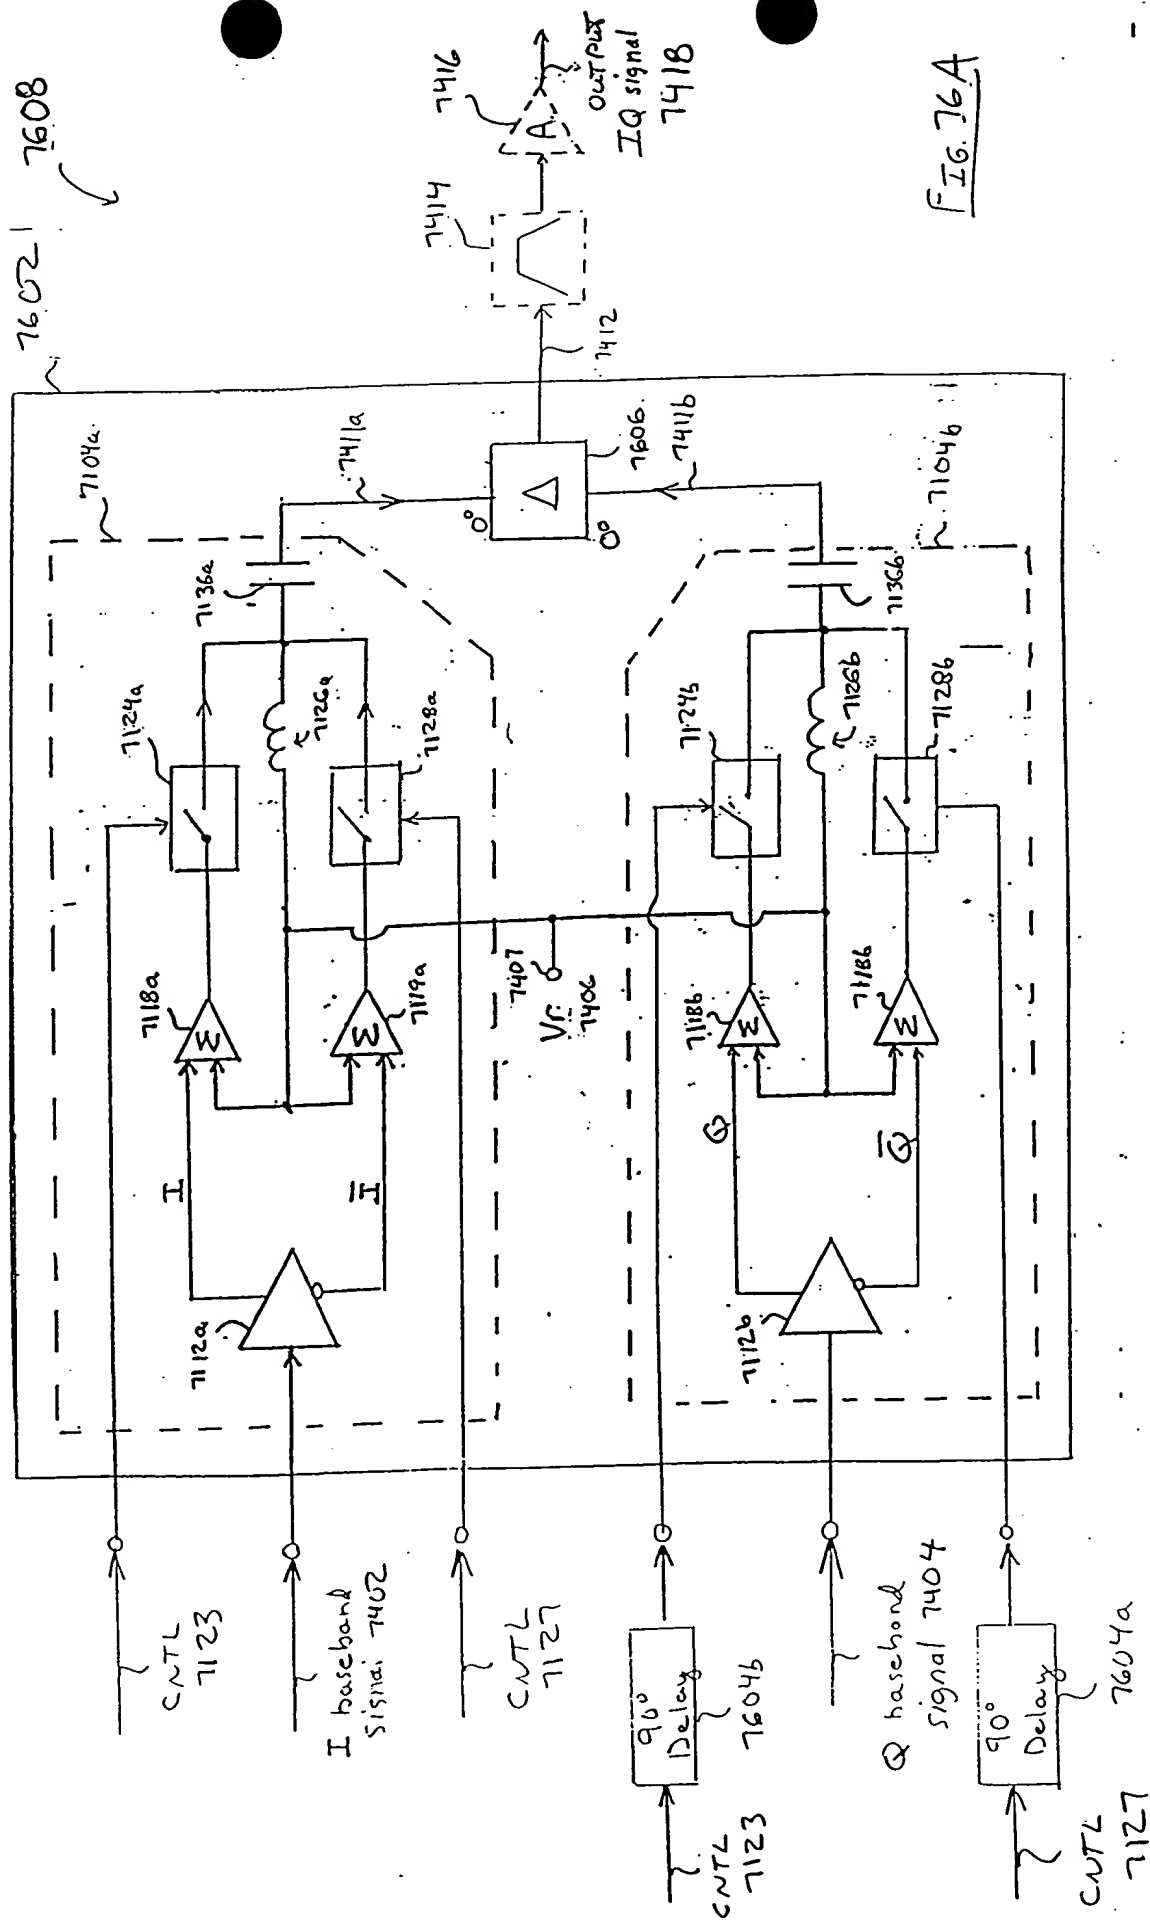 7602
7608
7104a
7124a
7136a
7411a
7118a
I
7126a
7112a
7128a
Ī
7119a
CNTL
7123
I baseband
signal 7402
CNTL
7127
0°
Δ
0°
7606
7412
7414
7416
A
OUTPUT
IQ signal
7418
7407
Vr
7406
7411b
7104b
7124b
7136b
7118b
Q
7126b
7112b
7128b
Q̄
7118b
Σ
Σ
Σ
Σ
90°
Delay
7604b
CNTL
7123
Q baseband
signal 7404
90°
Delay
7604a
CNTL
7127
FIG. 76A